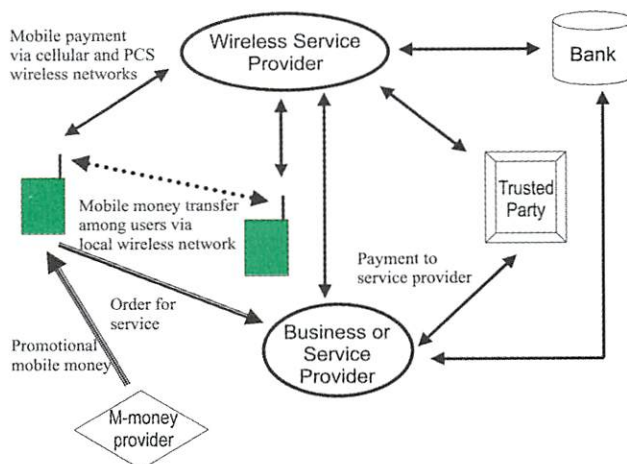 Mobile payment
via cellular and PCS
wireless networks
Wireless Service
Provider
Bank
Mobile money transfer
among users via
local wireless network
Trusted
Party
Payment to
service provider
Order for
service
Business or
Service
Provider
Promotional
mobile money
M-money
provider